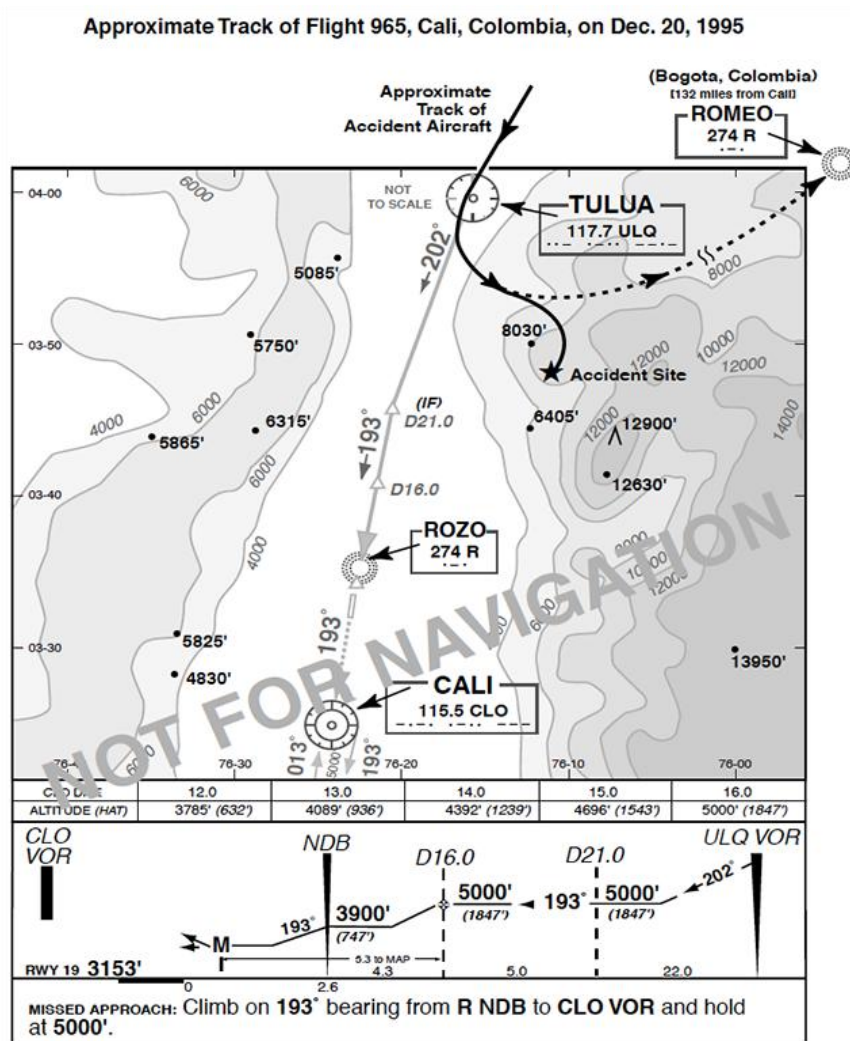 Approximate Track of Flight 965, Cali, Colombia, on Dec. 20, 1995
Approximate
Track of
Accident Aircraft
(Bogota, Colombia)
[132 miles from Cali]
ROMEO
274 R
04-00
6000
NOT
TO SCALE
TULUA
117.7 ULQ
202°
5085'
8000
8030'
03-50
5750'
10000
12000
12000
Accident Site
14000
(IF)
D21.0
4000
6000
6315'
5865'
6000
193°
6405'
12000
12900'
D16.0
12630'
03-40
4000
ROZO
274 R
8000
10000
12000
6000
193°
03-30
5825'
4830'
13950'
CALI
115.5 CLO
NOT FOR NAVIGATION
013°
5000
193°
6000
76-30
76-20
76-10
76-00
12.0 13.0 14.0 15.0 16.0
ALTITUDE (HAT) 3785' (632') 4089' (936') 4392' (1239') 4696' (1543') 5000' (1847')
CLO
VOR
NDB
D16.0
D21.0
ULQ VOR
202°
5000'
(1847')
193°
5000'
(1847')
3900'
(747')
193°
M
5.3 to MAP
RWY 19 3153'
4.3 5.0 22.0
0 2.6
MISSED APPROACH: Climb on 193° bearing from R NDB to CLO VOR and hold
at 5000'.